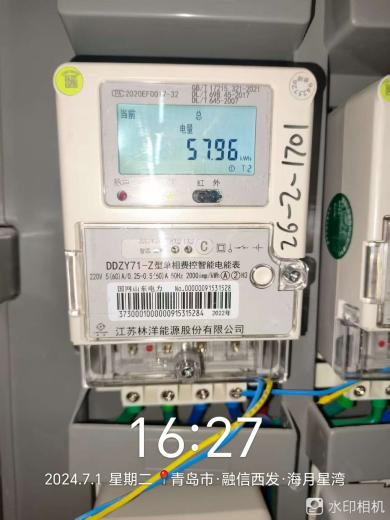 2020EF0017-32
GB/T 17215.321-2021
DL/T 698.45-2017
DL/T 645-2007
当前
总
电量
57.96 kWh
T2
红外
26-2-1701
DDZY71-Z型单相费控智能电能表
220V 5(60)A/0.25-0.5(60)A 50Hz 2000imp/kWh
国网山东电力 No.00000091531528
3730001000000915315284 2022年
江苏林洋能源股份有限公司
16:27
2024.7.1 星期二 青岛市·融信西发·海月星湾
水印相机